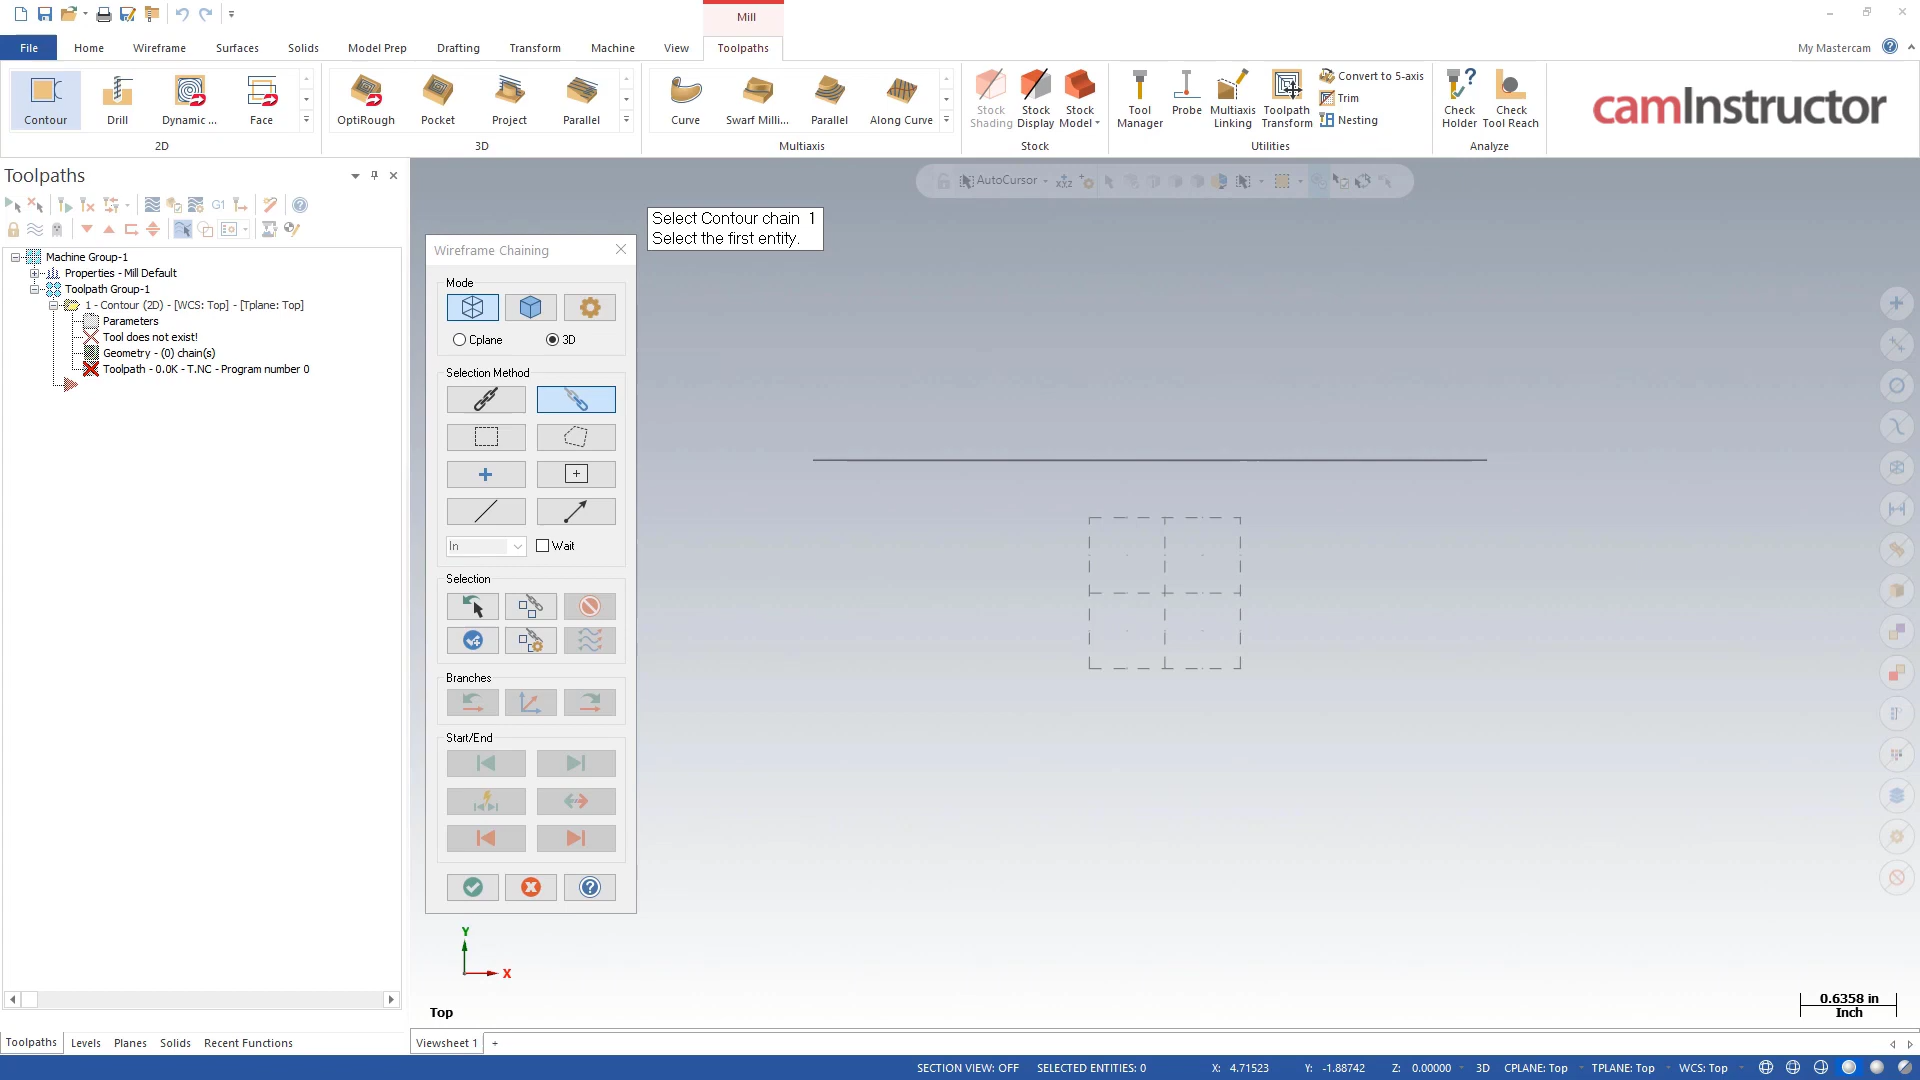 Mill
File
Home
Wireframe
Surfaces
Solids
Model Prep
Drafting
Transform
Machine
View
Toolpaths
My Mastercam
Contour
Drill
Dynamic ...
Face
2D
OptiRough
Pocket
Project
Parallel
3D
Curve
Swarf Milli...
Parallel
Along Curve
Multiaxis
Stock
Shading
Stock
Display
Stock
Model
Stock
Tool
Manager
Probe
Multiaxis
Linking
Toolpath
Transform
Convert to 5-axis
Trim
Nesting
Utilities
Check
Holder
Check
Tool Reach
Analyze
camInstructor
Toolpaths
G1
Machine Group-1
Properties - Mill Default
Toolpath Group-1
1 - Contour (2D) - [WCS: Top] - [Tplane: Top]
Parameters
Tool does not exist!
Geometry - (0) chain(s)
Toolpath - 0.0K - T.NC - Program number 0
AutoCursor
Select Contour chain 1
Select the first entity.
Wireframe Chaining
Mode
Cplane
3D
Selection Method
In
Wait
Selection
Branches
Start/End
Y
X
Top
0.6358 in
Inch
Toolpaths
Levels
Planes
Solids
Recent Functions
Viewsheet 1
+
SECTION VIEW: OFF
SELECTED ENTITIES: 0
X: 4.71523
Y: -1.88742
Z: 0.00000
3D
CPLANE: Top
TPLANE: Top
WCS: Top